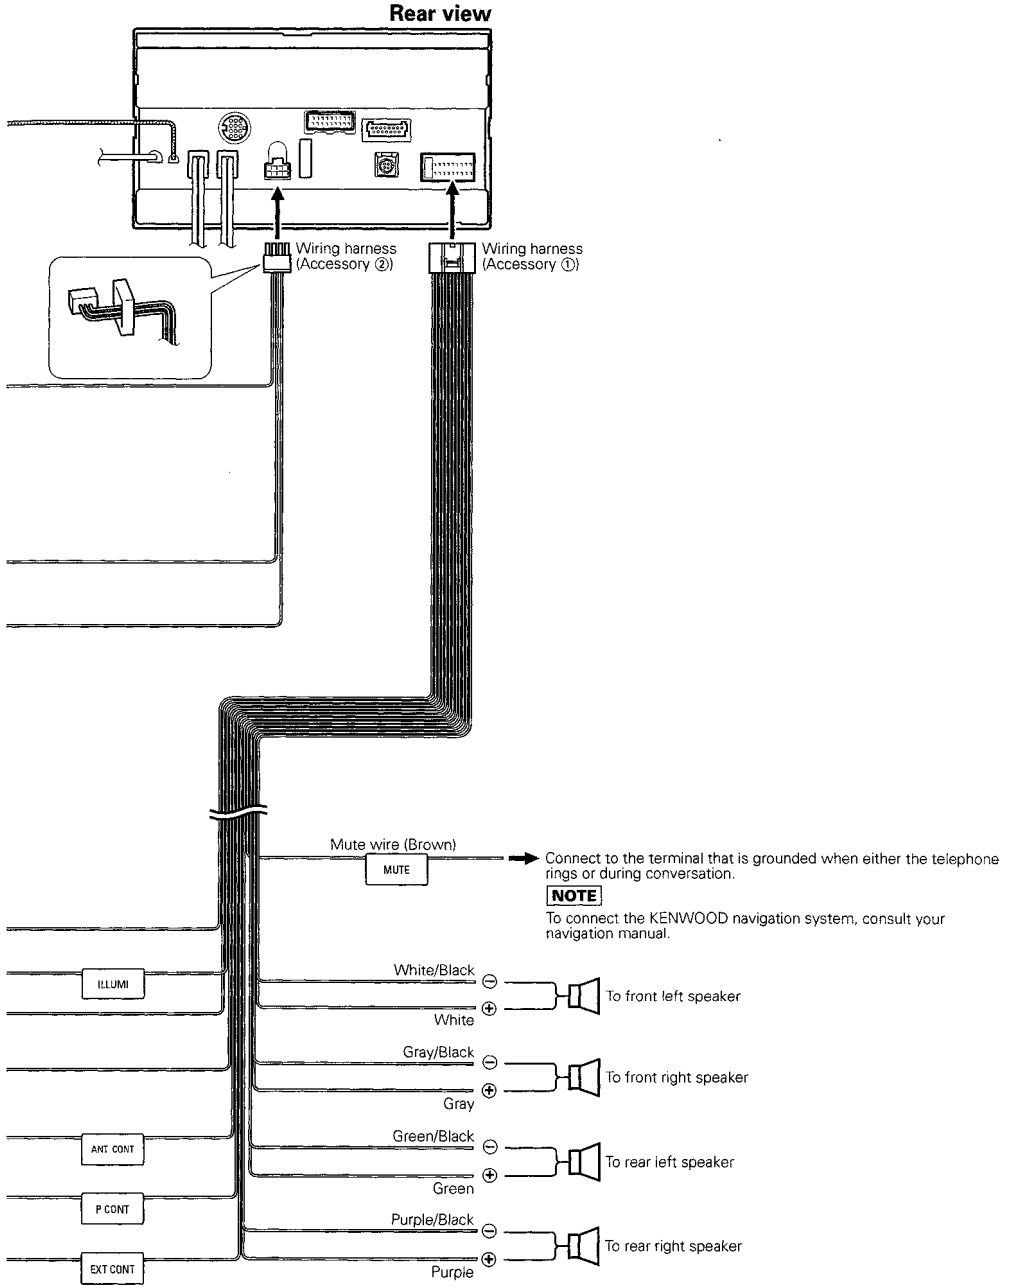 Rear view
Wiring harness
(Accessory ②)
Wiring harness
(Accessory ①)
Mute wire (Brown)
MUTE
Connect to the terminal that is grounded when either the telephone
rings or during conversation.
NOTE
To connect the KENWOOD navigation system, consult your
navigation manual.
ILLUMI
White/Black
⊖
To front left speaker
⊕
White
Gray/Black
⊖
To front right speaker
⊕
Gray
ANT CONT
Green/Black
⊖
To rear left speaker
⊕
Green
P CONT
Purple/Black
⊖
To rear right speaker
⊕
Purple
EXT CONT